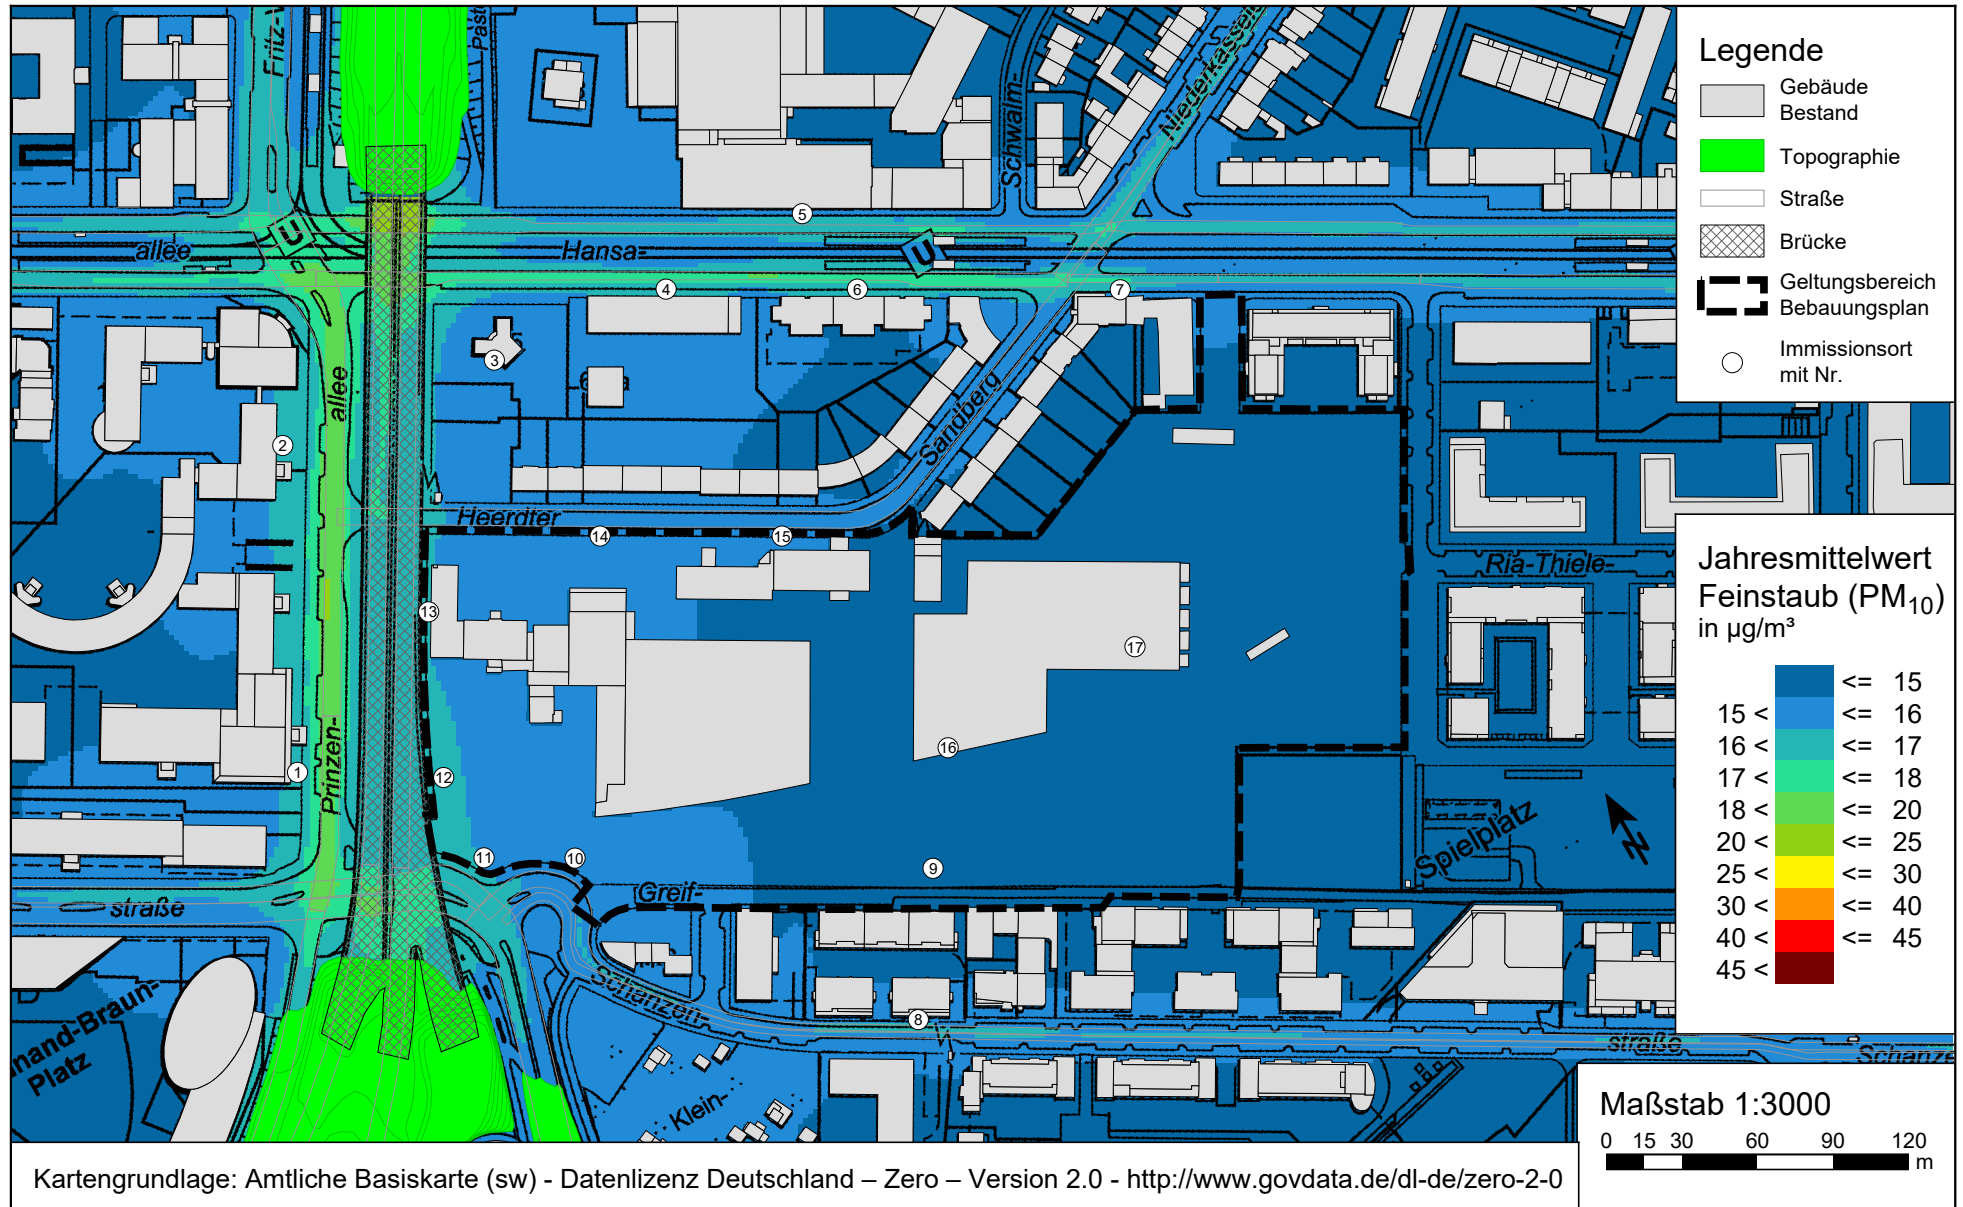 Fritz-V
Paste
Schwalm-
Niederkassele
allee
U
Hansa-
U
5
4
6
7
3
allee
2
Sandberg
Heerdter
14
15
13
17
Ria-Thiele-
Prinzen-
1
12
16
11
10
9
Spielplatz
N
straße
Greif-
Schanzen-
8
straße
Schanze
inand-Braun-
Platz
Klein-
Legende
Gebäude
Bestand
Topographie
Straße
Brücke
Geltungsbereich
Bebauungsplan
Immissionsort
mit Nr.
Jahresmittelwert
Feinstaub (PM10)
in µg/m³
<= 15
15 < <= 16
16 < <= 17
17 < <= 18
18 < <= 20
20 < <= 25
25 < <= 30
30 < <= 40
40 < <= 45
45 <
Maßstab 1:3000
0 15 30 60 90 120
m
Kartengrundlage: Amtliche Basiskarte (sw) - Datenlizenz Deutschland – Zero – Version 2.0 - http://www.govdata.de/dl-de/zero-2-0